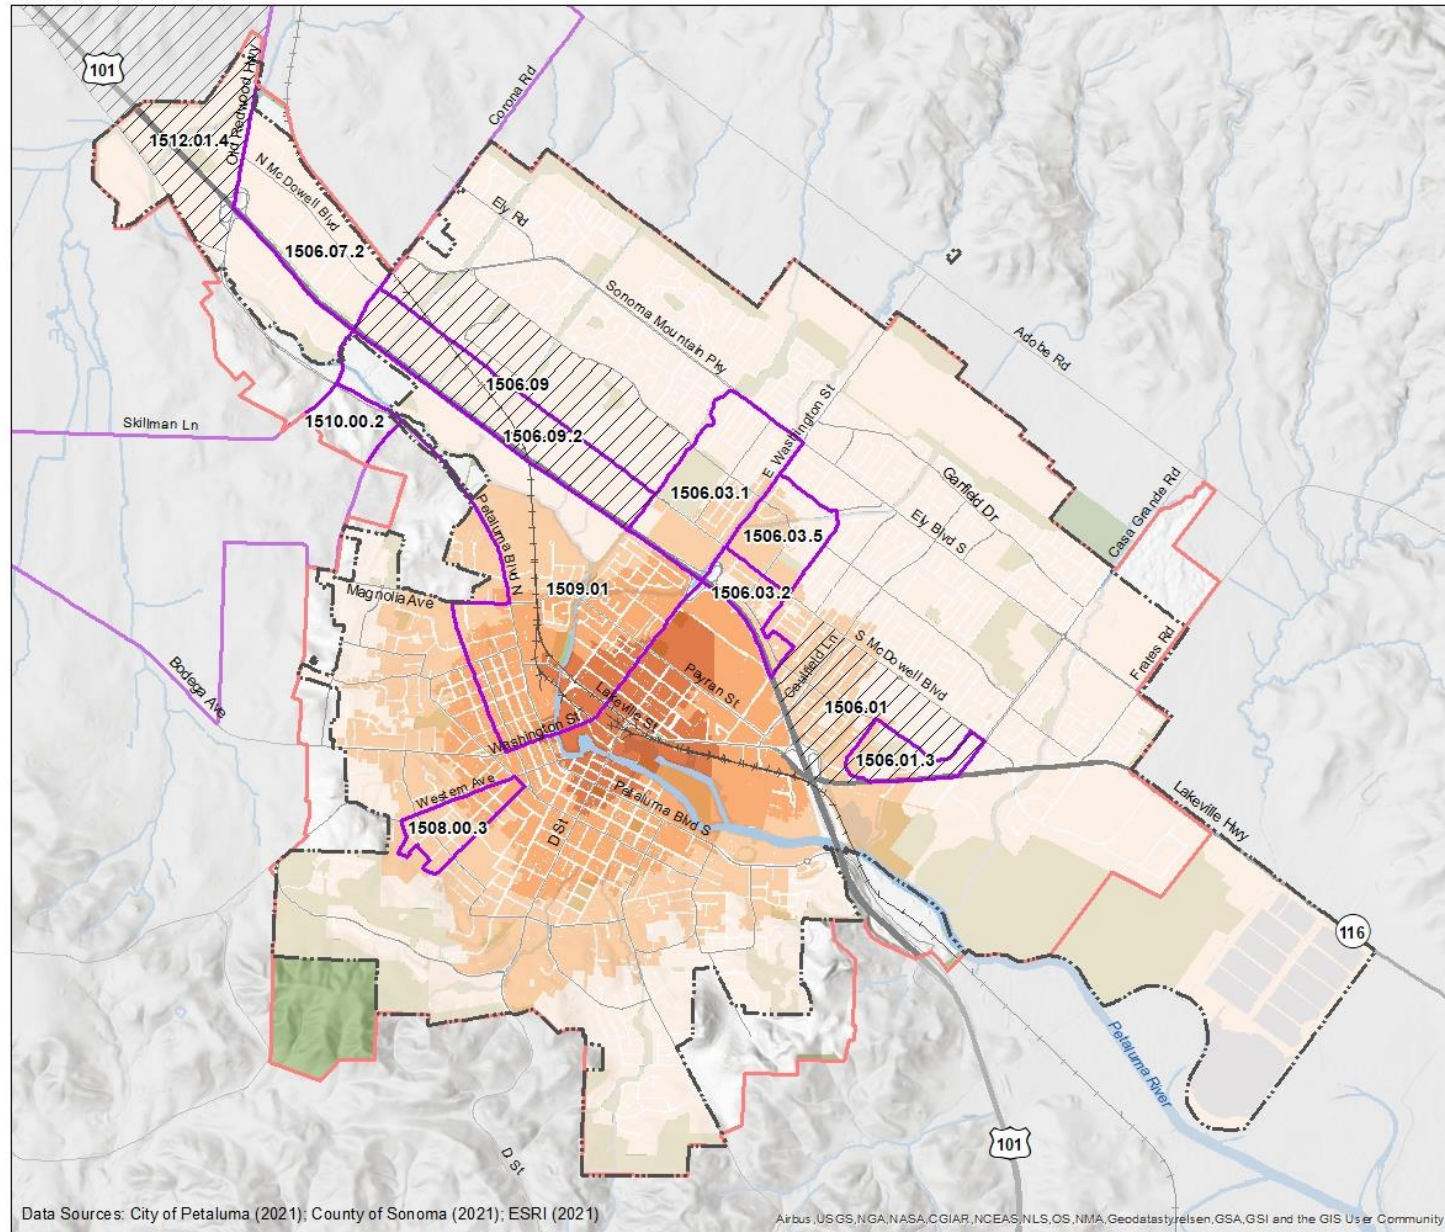 101
Old Redwood Hwy
Corona Rd
1512.01.4
N McDowell Blvd
Ely Rd
1506.07.2
Sonoma Mountain Pky
Adobe Rd
1506.09
1510.00.2
Skillman Ln
1506.09.2
E Washington St
1506.03.1
Garfield Dr
Ely Blvd S
Casa Grande Rd
1506.03.5
Petaluma Blvd N
1509.01
1506.03.2
Magnolia Ave
Bodega Ave
Frates Rd
S McDowell Blvd
Caulfield Ln
Payran St
Lakeville St
1506.01
Washington St
1506.01.3
Western Ave
Petaluma Blvd S
Lakeville Hwy
1508.00.3
D St
116
Petaluma River
101
D St
Data Sources: City of Petaluma (2021); County of Sonoma (2021); ESRI (2021)
Airbus,USGS,NGA,NASA,CGIAR,NCEAS,NLS,OS,NMA,Geodatastyrelsen,GSA,GSI and the GIS User Community